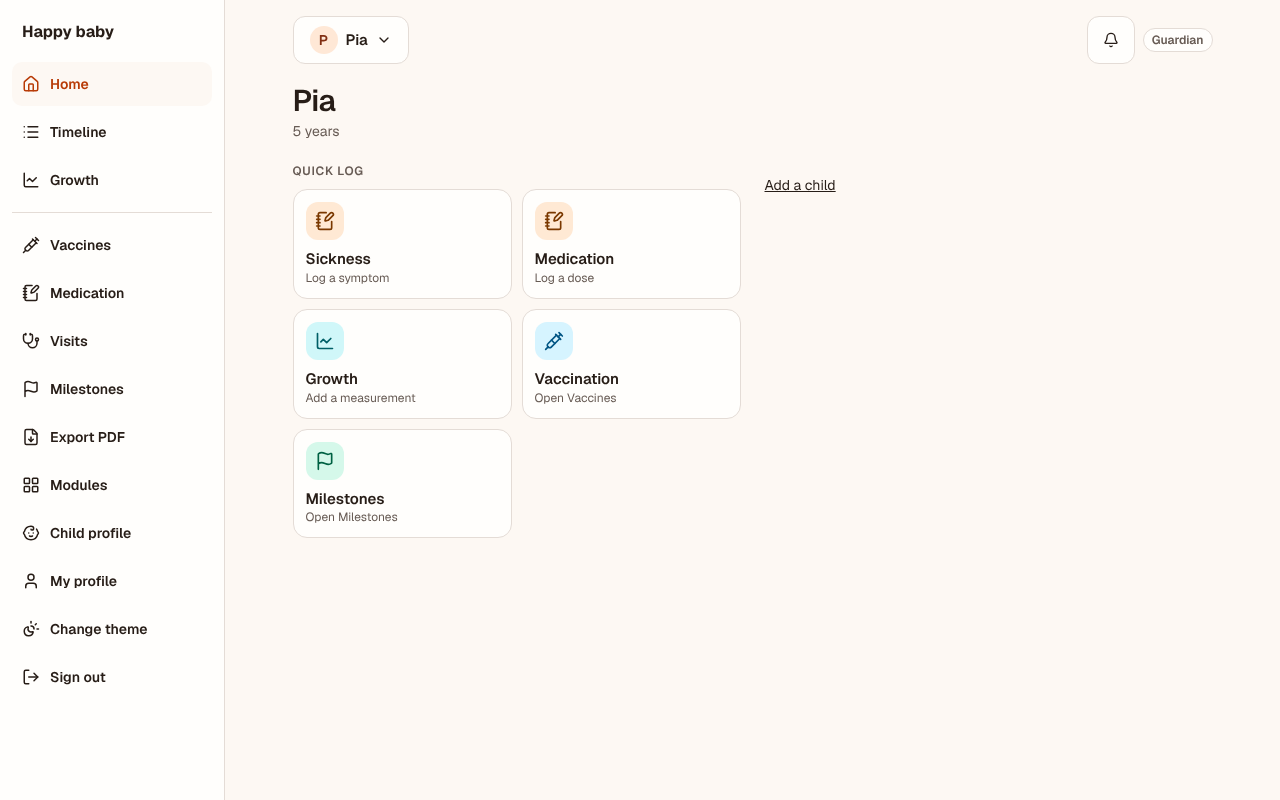 Happy baby
Home
Timeline
Growth
Vaccines
Medication
Visits
Milestones
Export PDF
Modules
Child profile
My profile
Change theme
Sign out
P Pia
Guardian
Pia
5 years
QUICK LOG
Add a child
Sickness
Log a symptom
Medication
Log a dose
Growth
Add a measurement
Vaccination
Open Vaccines
Milestones
Open Milestones